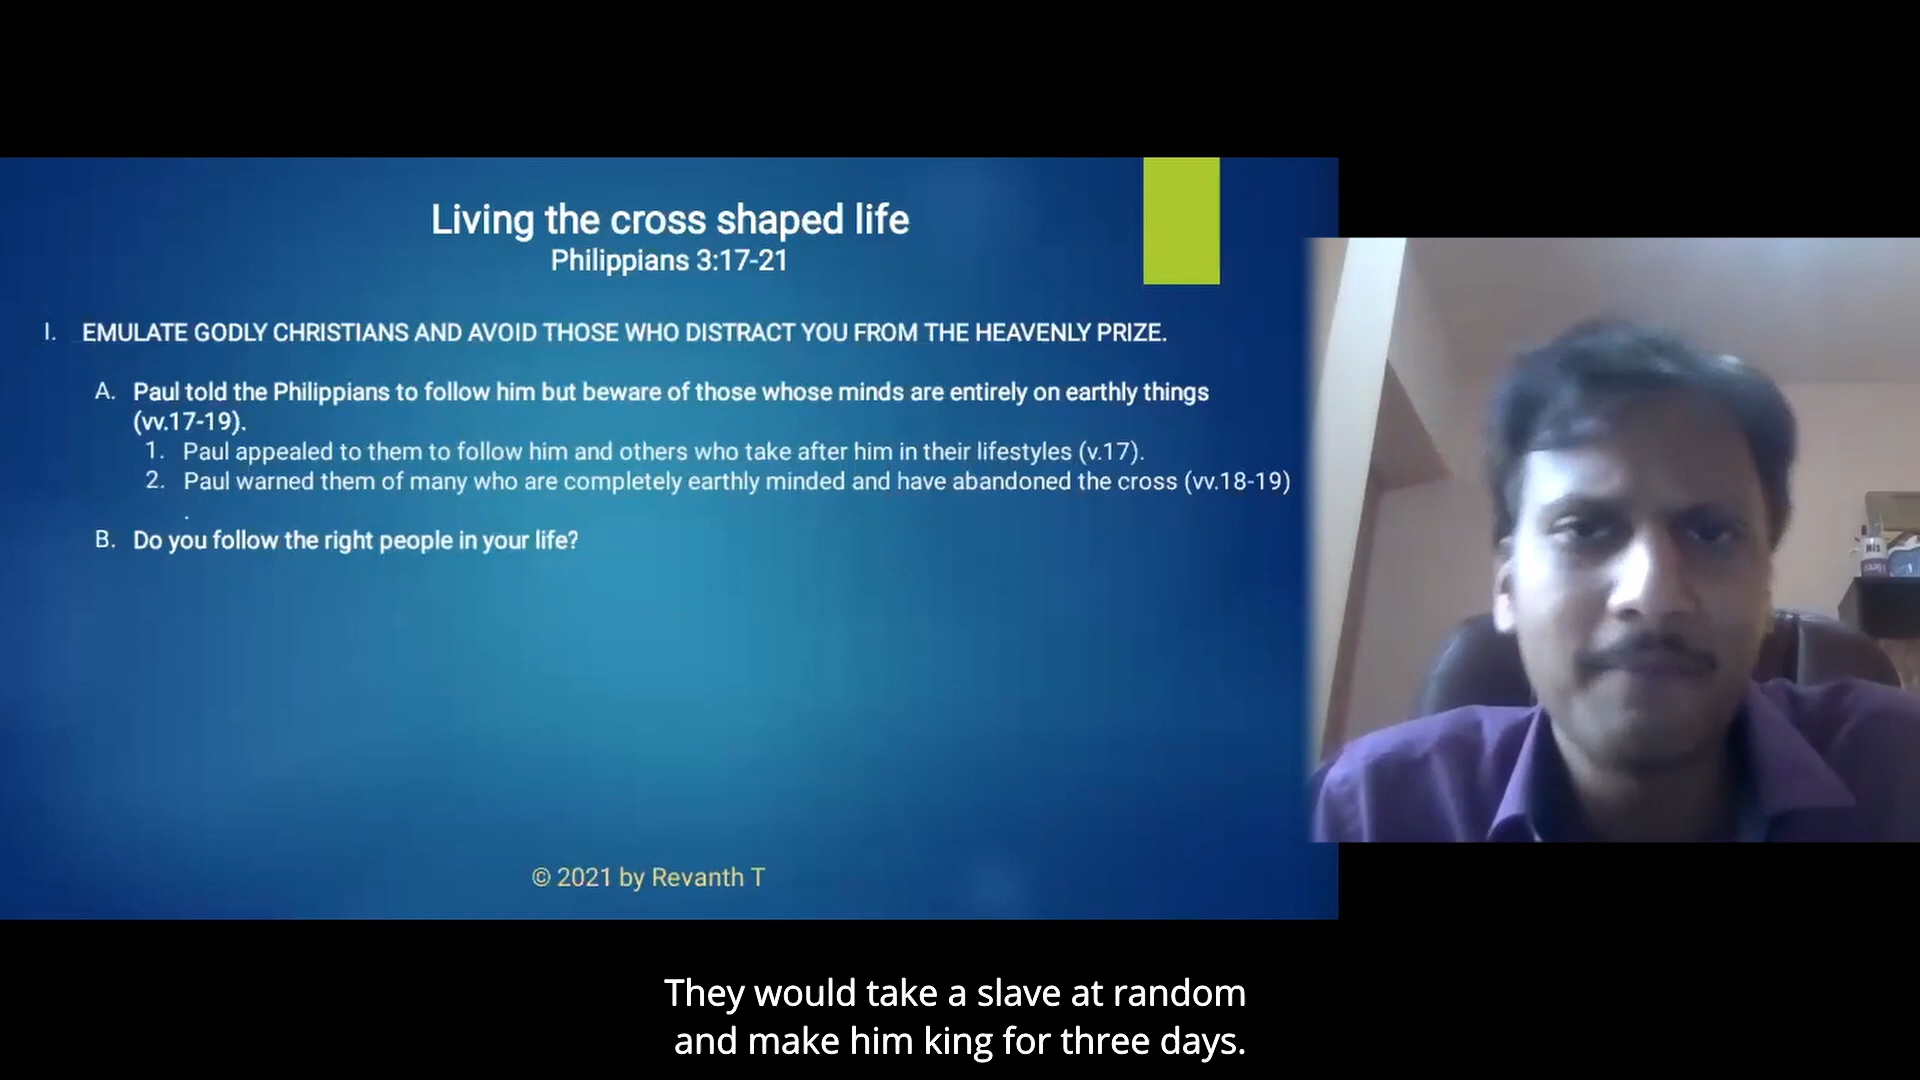 Living the cross shaped life
Philippians 3:17-21
I. EMULATE GODLY CHRISTIANS AND AVOID THOSE WHO DISTRACT YOU FROM THE HEAVENLY PRIZE.
A. Paul told the Philippians to follow him but beware of those whose minds are entirely on earthly things
(vv.17-19).
1. Paul appealed to them to follow him and others who take after him in their lifestyles (v.17).
2. Paul warned them of many who are completely earthly minded and have abandoned the cross (vv.18-19)
.
B. Do you follow the right people in your life?
© 2021 by Revanth T
They would take a slave at random
and make him king for three days.